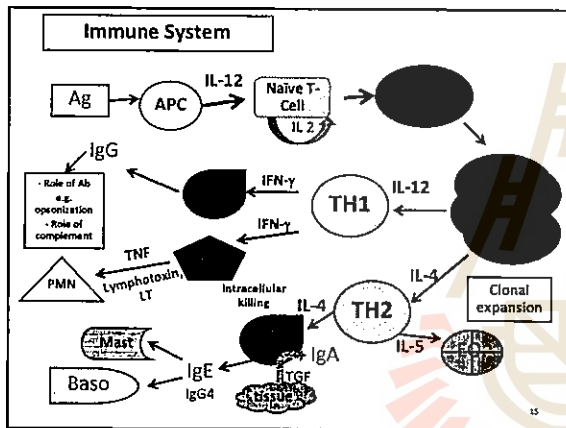 Immune System
Ag
APC
IL-12
Naïve T-
Cell
IL 2
IgG
- Role of Ab
e.g.
opsonization
- Role of
complement
IFN-γ
TH1
IL-12
IFN-γ
TNF
Lymphotoxin,
LT
PMN
Intracellular
killing
IL-4
TH2
IL-4
Clonal
expansion
IL-5
Mast
IgA
Baso
IgE
IgG4
TGF
tissue
15